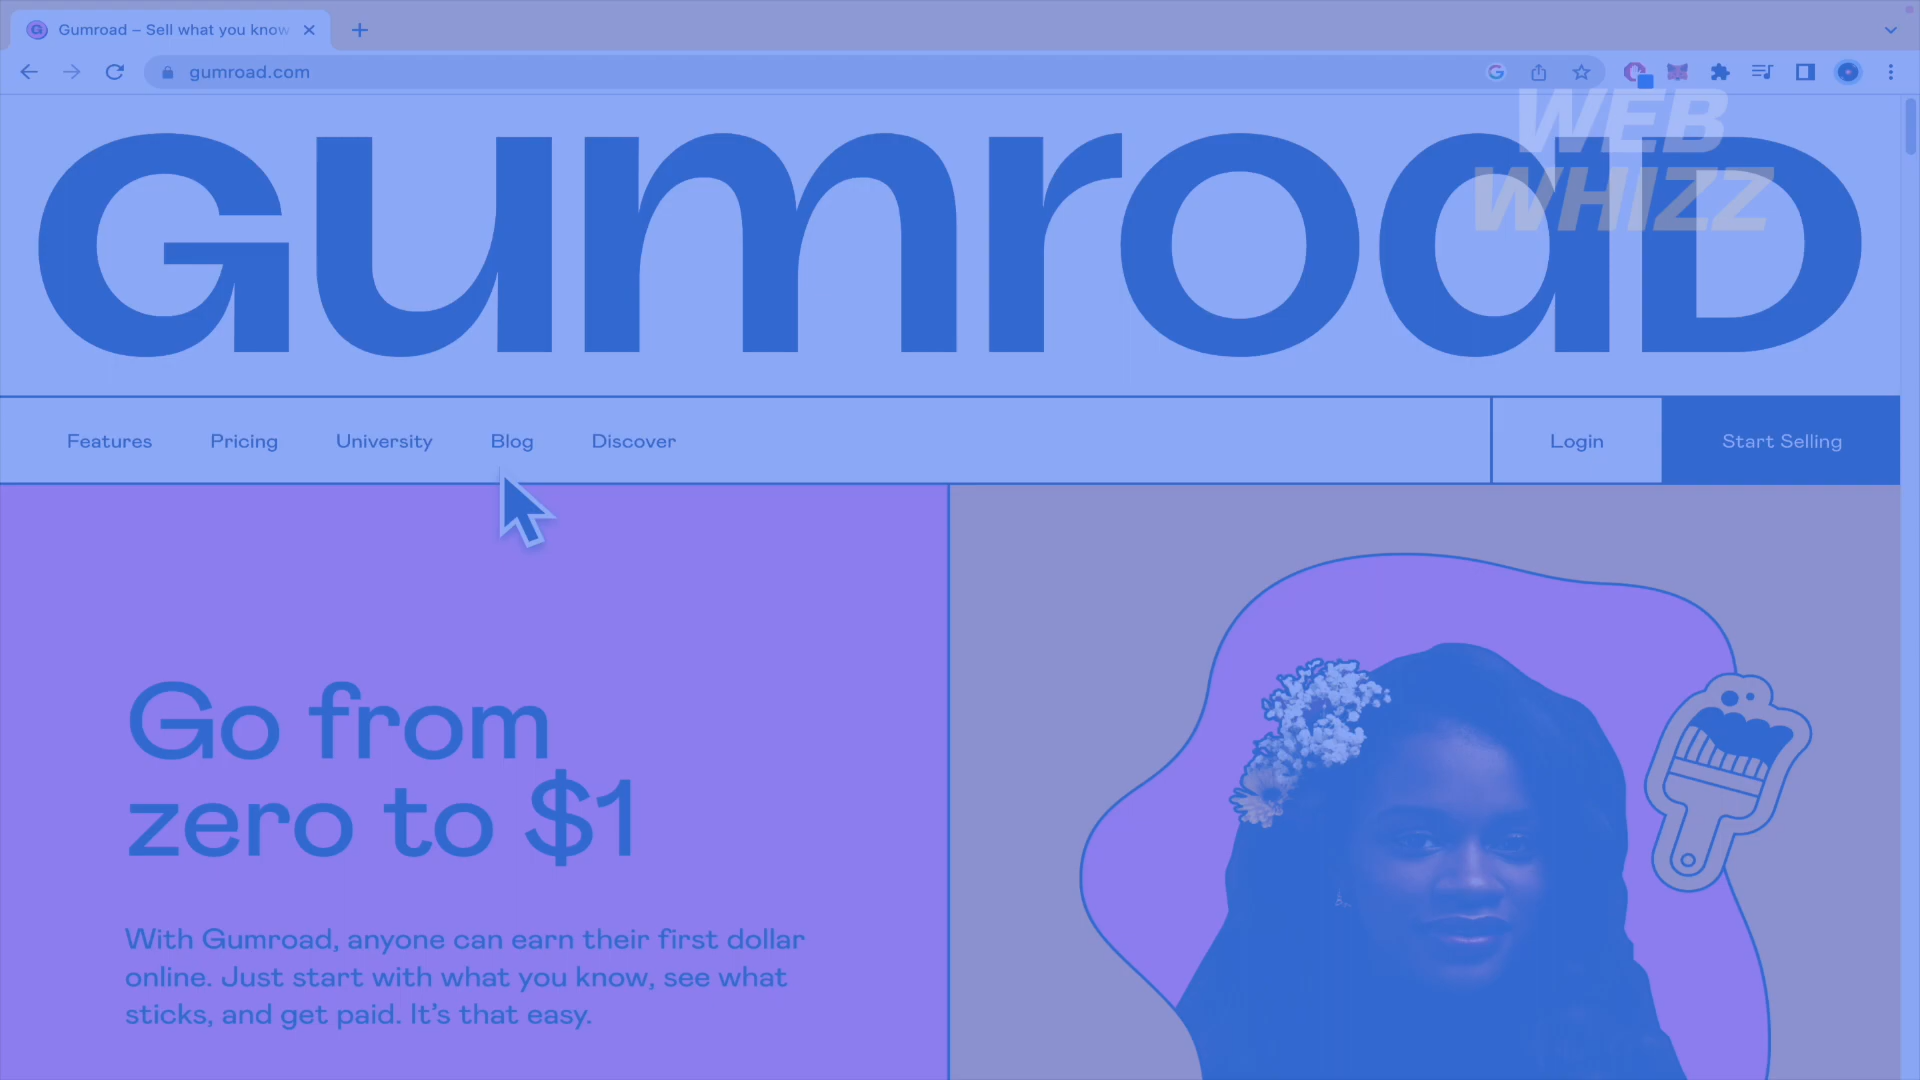 Gumroad – Sell what you know
gumroad.com
WEB
WHIZZ
GumroaD
Features Pricing University Blog Discover Login Start Selling
Go from
zero to $1
With Gumroad, anyone can earn their first dollar
online. Just start with what you know, see what
sticks, and get paid. It’s that easy.